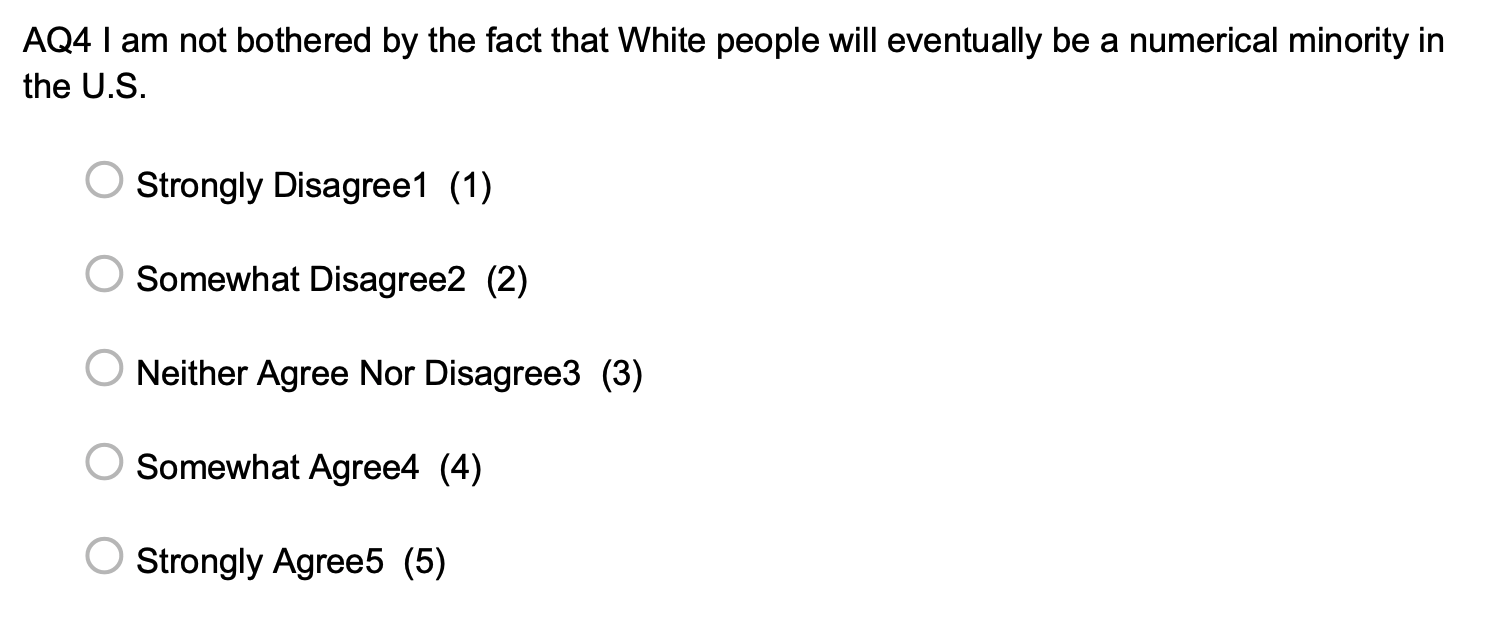 AQ4 I am not bothered by the fact that White people will eventually be a numerical minority in
the U.S.
Strongly Disagree1 (1)
Somewhat Disagree2 (2)
Neither Agree Nor Disagree3 (3)
Somewhat Agree4 (4)
Strongly Agree5 (5)